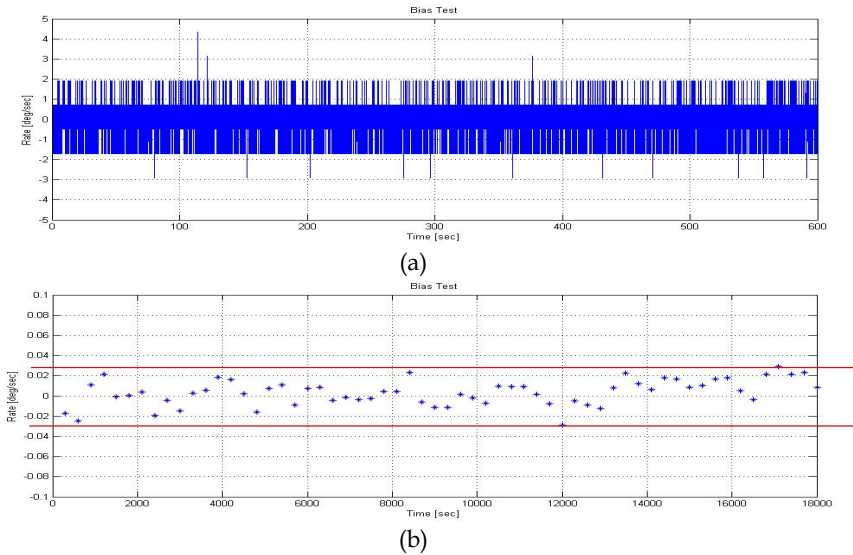 Bias Test
5
4
3
2
1
0
-1
-2
-3
-4
-5
Rate [deg/sec]
0 100 200 300 400 500 600
Time [sec]
(a)
Bias Test
0.1
0.08
0.06
0.04
0.02
0
-0.02
-0.04
-0.06
-0.08
-0.1
Rate [deg/sec]
0 2000 4000 6000 8000 10000 12000 14000 16000 18000
Time [sec]
(b)